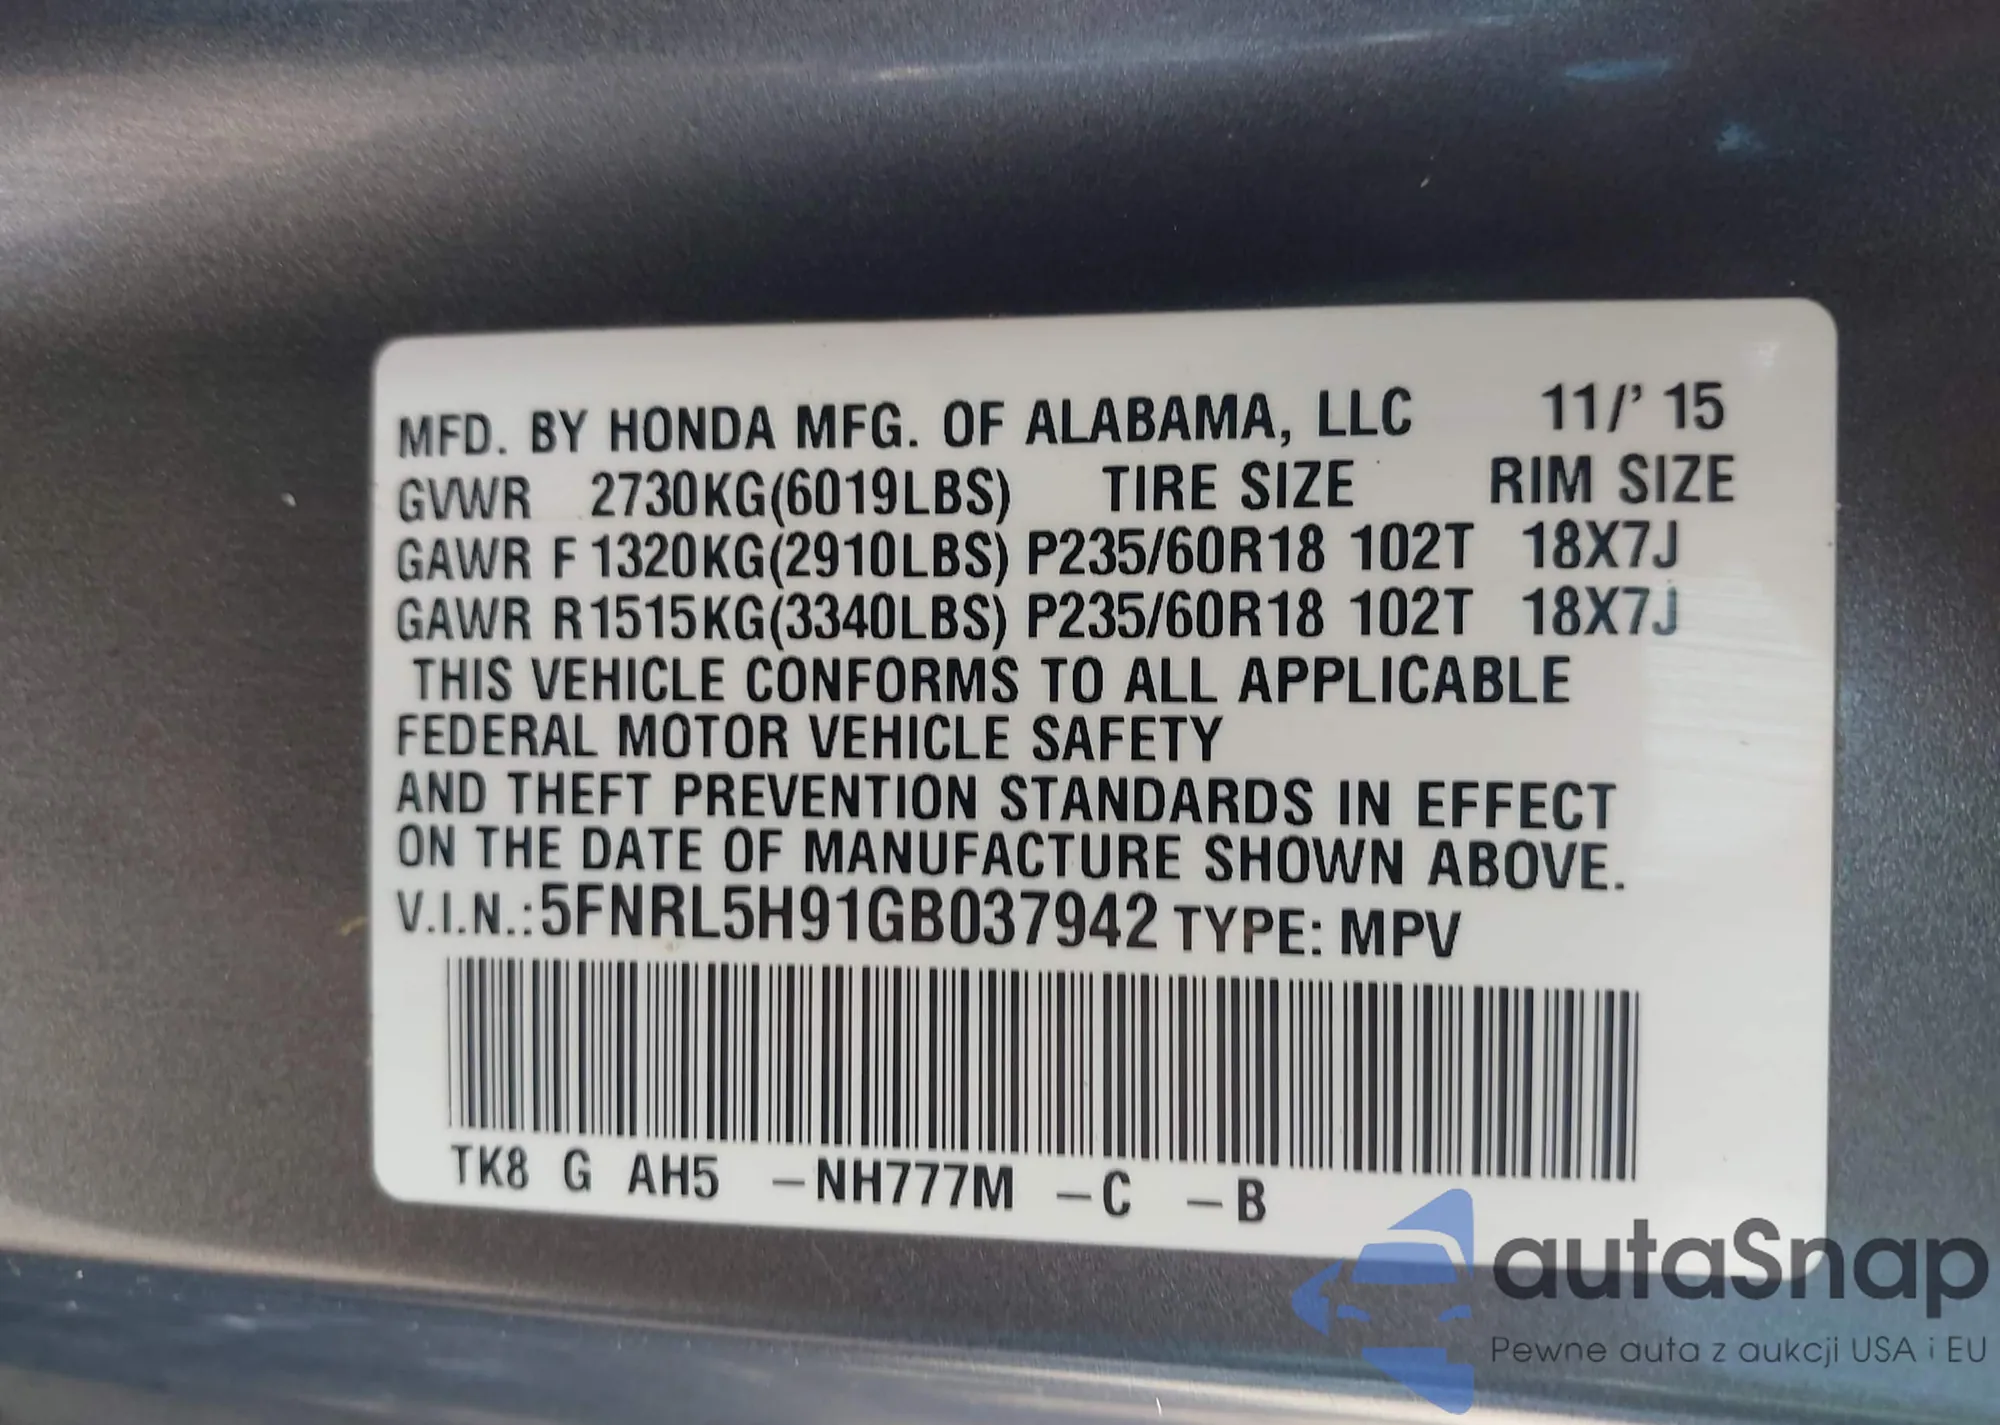 MFD. BY HONDA MFG. OF ALABAMA, LLC 11/' 15
GVWR 2730KG(6019LBS) TIRE SIZE RIM SIZE
GAWR F 1320KG(2910LBS) P235/60R18 102T 18X7J
GAWR R 1515KG(3340LBS) P235/60R18 102T 18X7J
THIS VEHICLE CONFORMS TO ALL APPLICABLE
FEDERAL MOTOR VEHICLE SAFETY
AND THEFT PREVENTION STANDARDS IN EFFECT
ON THE DATE OF MANUFACTURE SHOWN ABOVE.
V.I.N.:5FNRL5H91GB037942 TYPE: MPV
TK8 G AH5 –NH777M –C –B
autaSnap
Pewne auta z aukcji USA i EU